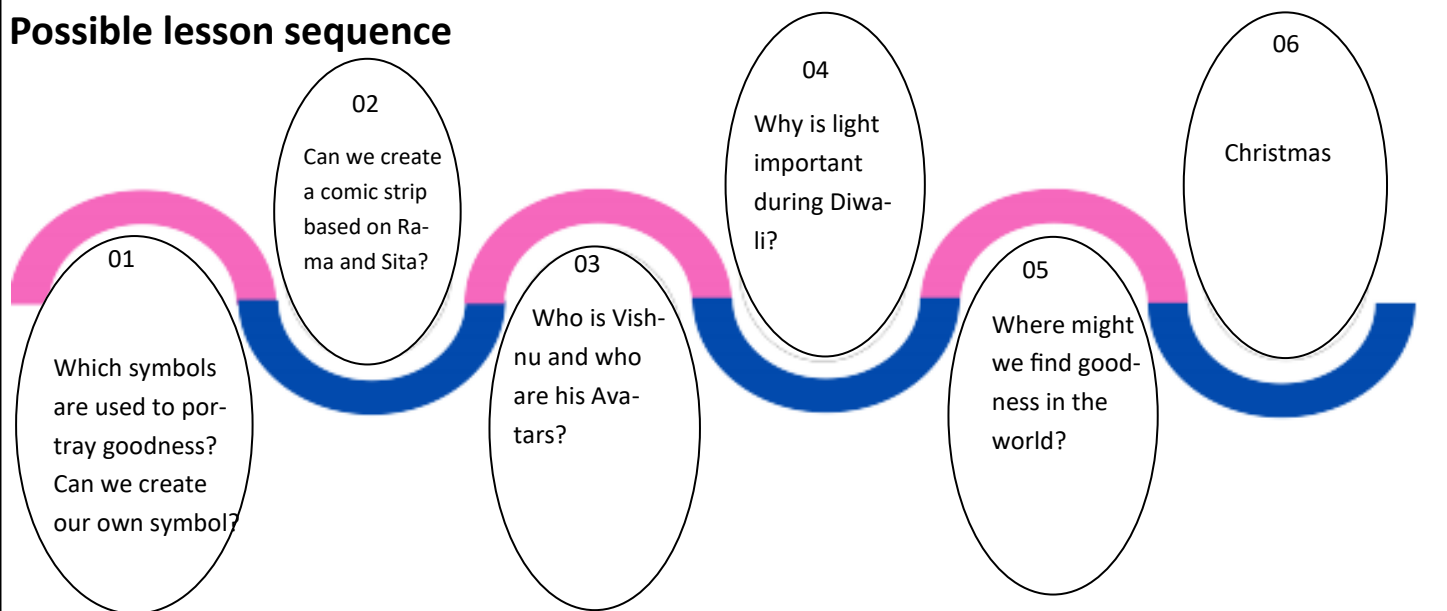 Possible lesson sequence
01
Which symbols
are used to por-
tray goodness?
Can we create
our own symbol?
02
Can we create
a comic strip
based on Ra-
ma and Sita?
03
Who is Vish-
nu and who
are his Ava-
tars?
04
Why is light
important
during Diwa-
li?
05
Where might
we find good-
ness in the
world?
06
Christmas